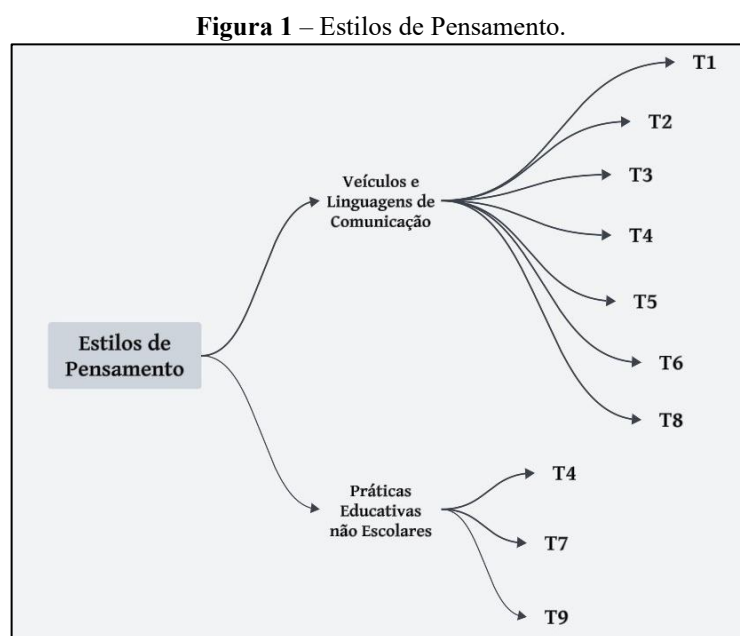 Figura 1 – Estilos de Pensamento.
T1
T2
Veículos e
Linguagens de
Comunicação
T3
T4
T5
T6
T8
Estilos de
Pensamento
Práticas
Educativas
não Escolares
T4
T7
T9